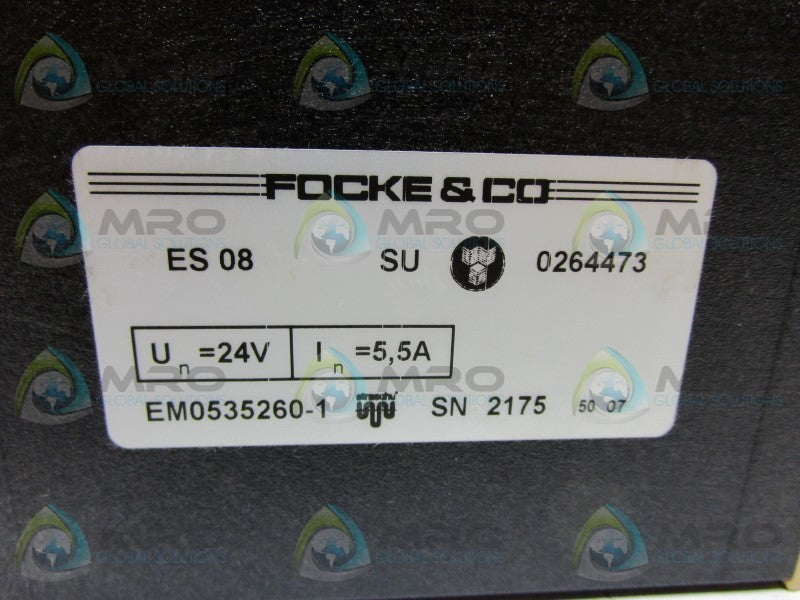 FOCKE & CO
ES 08 SU 0264473
U n =24V I n =5,5A
EM0535260-1 SN 2175 50 07
MRO GLOBAL SOLUTIONS